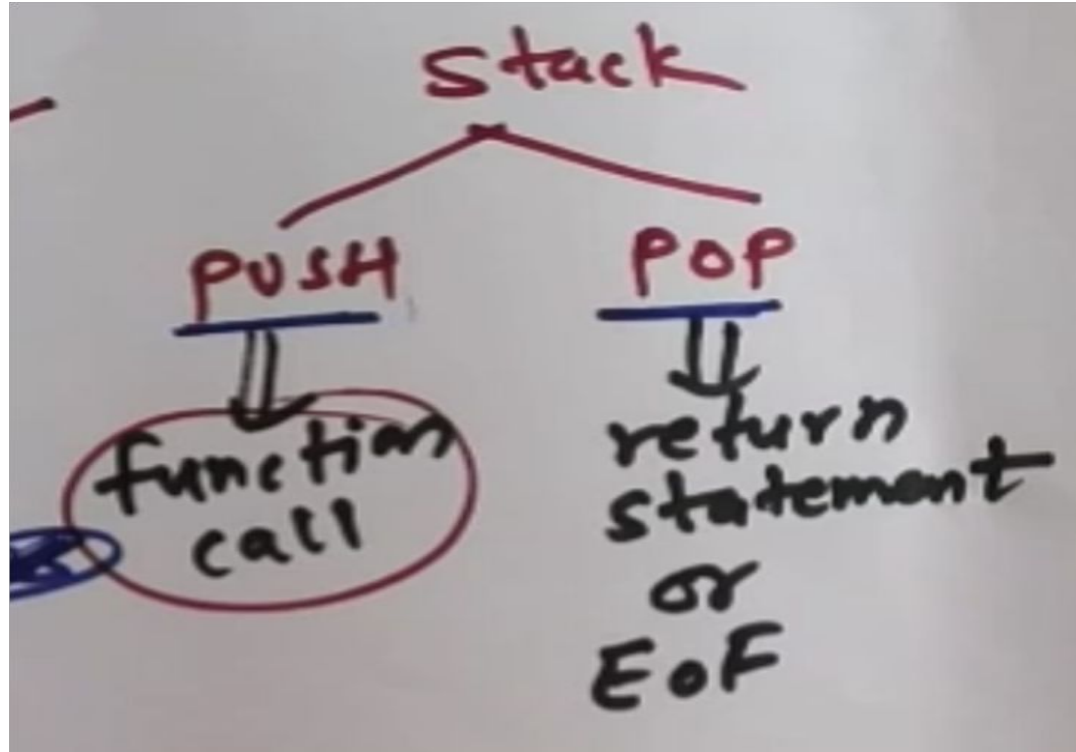 Stack
PUSH
POP
function
call
return
statement
or
EoF